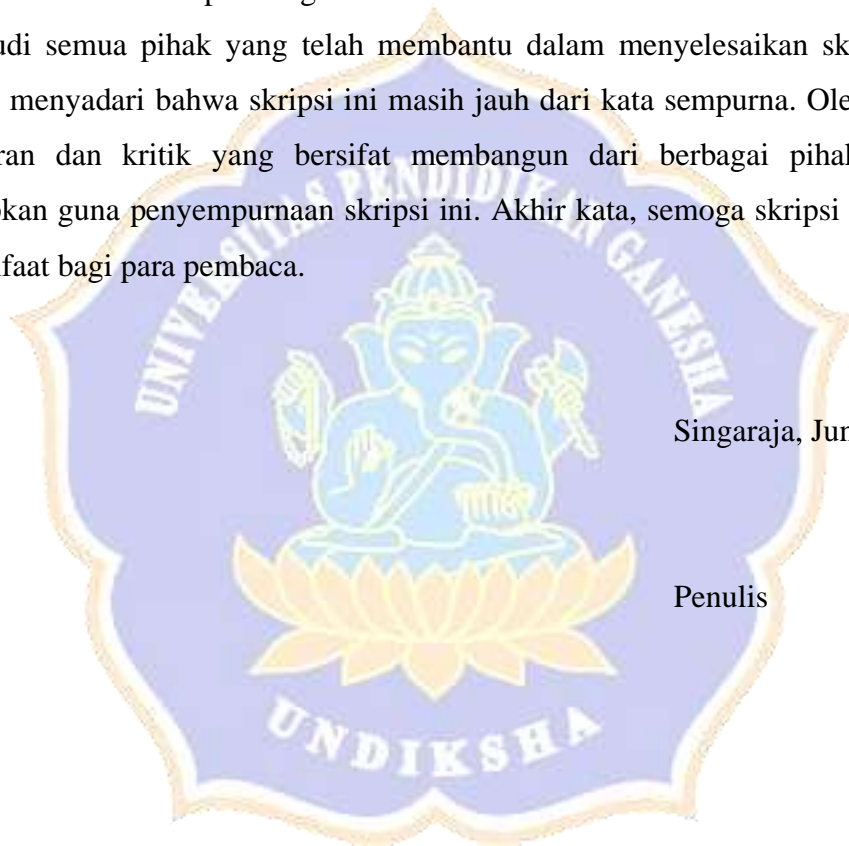 udi semua pihak yang telah membantu dalam menyelesaikan sk
menyadari bahwa skripsi ini masih jauh dari kata sempurna. Ole
ran dan kritik yang bersifat membangun dari berbagai pihak
kan guna penyempurnaan skripsi ini. Akhir kata, semoga skripsi
faat bagi para pembaca.
UNIVERSITAS PENDIDIKAN GANESHA
Singaraja, Jun
Penulis
UNDIKSHA